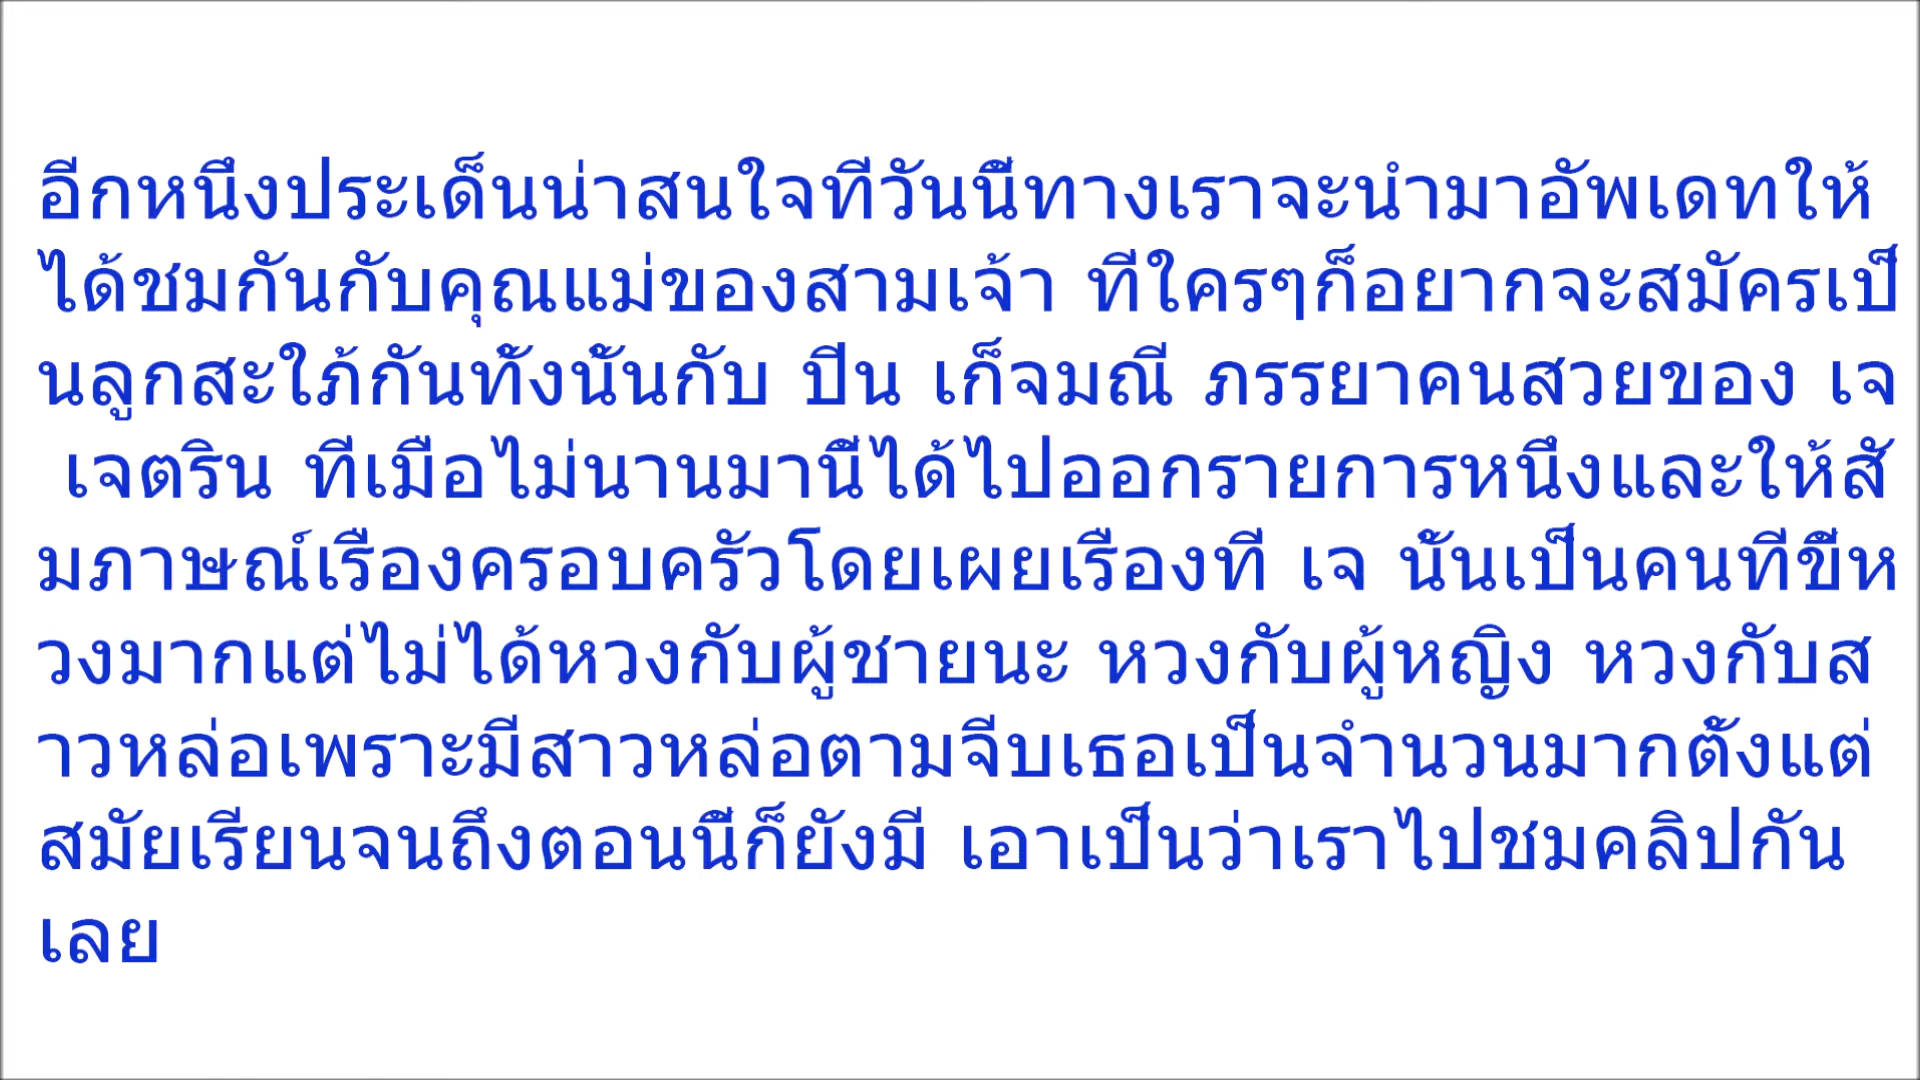 อีกหนึ่งประเด็นน่าสนใจที่วันนี้ทางเราจะนำมาอัพเดทให้
ได้ชมกันกับคุณแม่ของสามเจ้า ที่ใครๆก็อยากจะสมัครเป็
นลูกสะใภ้กันทั้งนั้นกับ ปิ่น เก็จมณี ภรรยาคนสวยของ เจ
เจตริน ที่เมื่อไม่นานมานี้ได้ไปออกรายการหนึ่งและให้สั
มภาษณ์เรื่องครอบครัวโดยเผยเรื่องที่ เจ นั้นเป็นคนที่ขี้ห
วงมากแต่ไม่ได้หวงกับผู้ชายนะ หวงกับผู้หญิง หวงกับส
าวหล่อเพราะมีสาวหล่อตามจีบเธอเป็นจำนวนมากตั้งแต่
สมัยเรียนจนถึงตอนนี้ก็ยังมี เอาเป็นว่าเราไปชมคลิปกัน
เลย